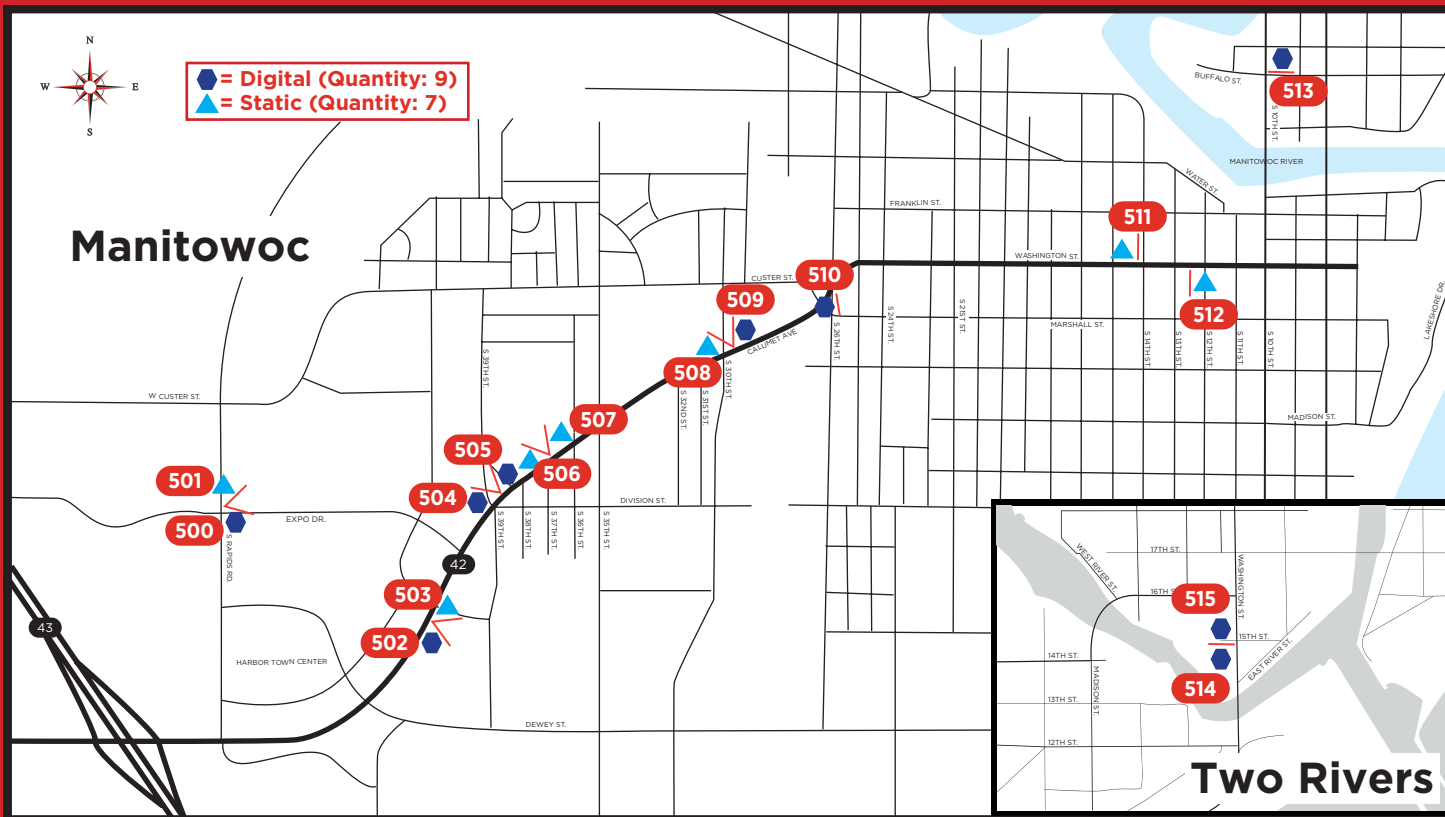 N
W E
S
= Digital (Quantity: 9)
= Static (Quantity: 7)
Manitowoc
BUFFALO ST.
513
S 10TH ST.
MANITOWOC RIVER
WATER ST.
FRANKLIN ST.
511
WASHINGTON ST.
CUSTER ST.
510
509
512
CALUMET AVE
S 26TH ST.
S 24TH ST.
S 21ST ST.
MARSHALL ST.
S 14TH ST.
S 13TH ST.
S 12TH ST.
S 11TH ST.
S 10TH ST.
LAKESHORE DR.
S 39TH ST.
508
S 30TH ST.
S 32ND ST.
S 31ST ST.
W CUSTER ST.
MADISON ST.
507
505
506
501
504
500
EXPO DR.
DIVISION ST.
S RAPIDS RD.
S 39TH ST.
S 38TH ST.
S 37TH ST.
S 36TH ST.
S 35TH ST.
42
503
43
502
HARBOR TOWN CENTER
DEWEY ST.
WEST RIVER ST.
17TH ST.
WASHINGTON ST.
16TH S
515
15TH ST.
EAST RIVER ST.
14TH ST.
MADISON ST.
514
13TH ST.
12TH ST.
Two Rivers